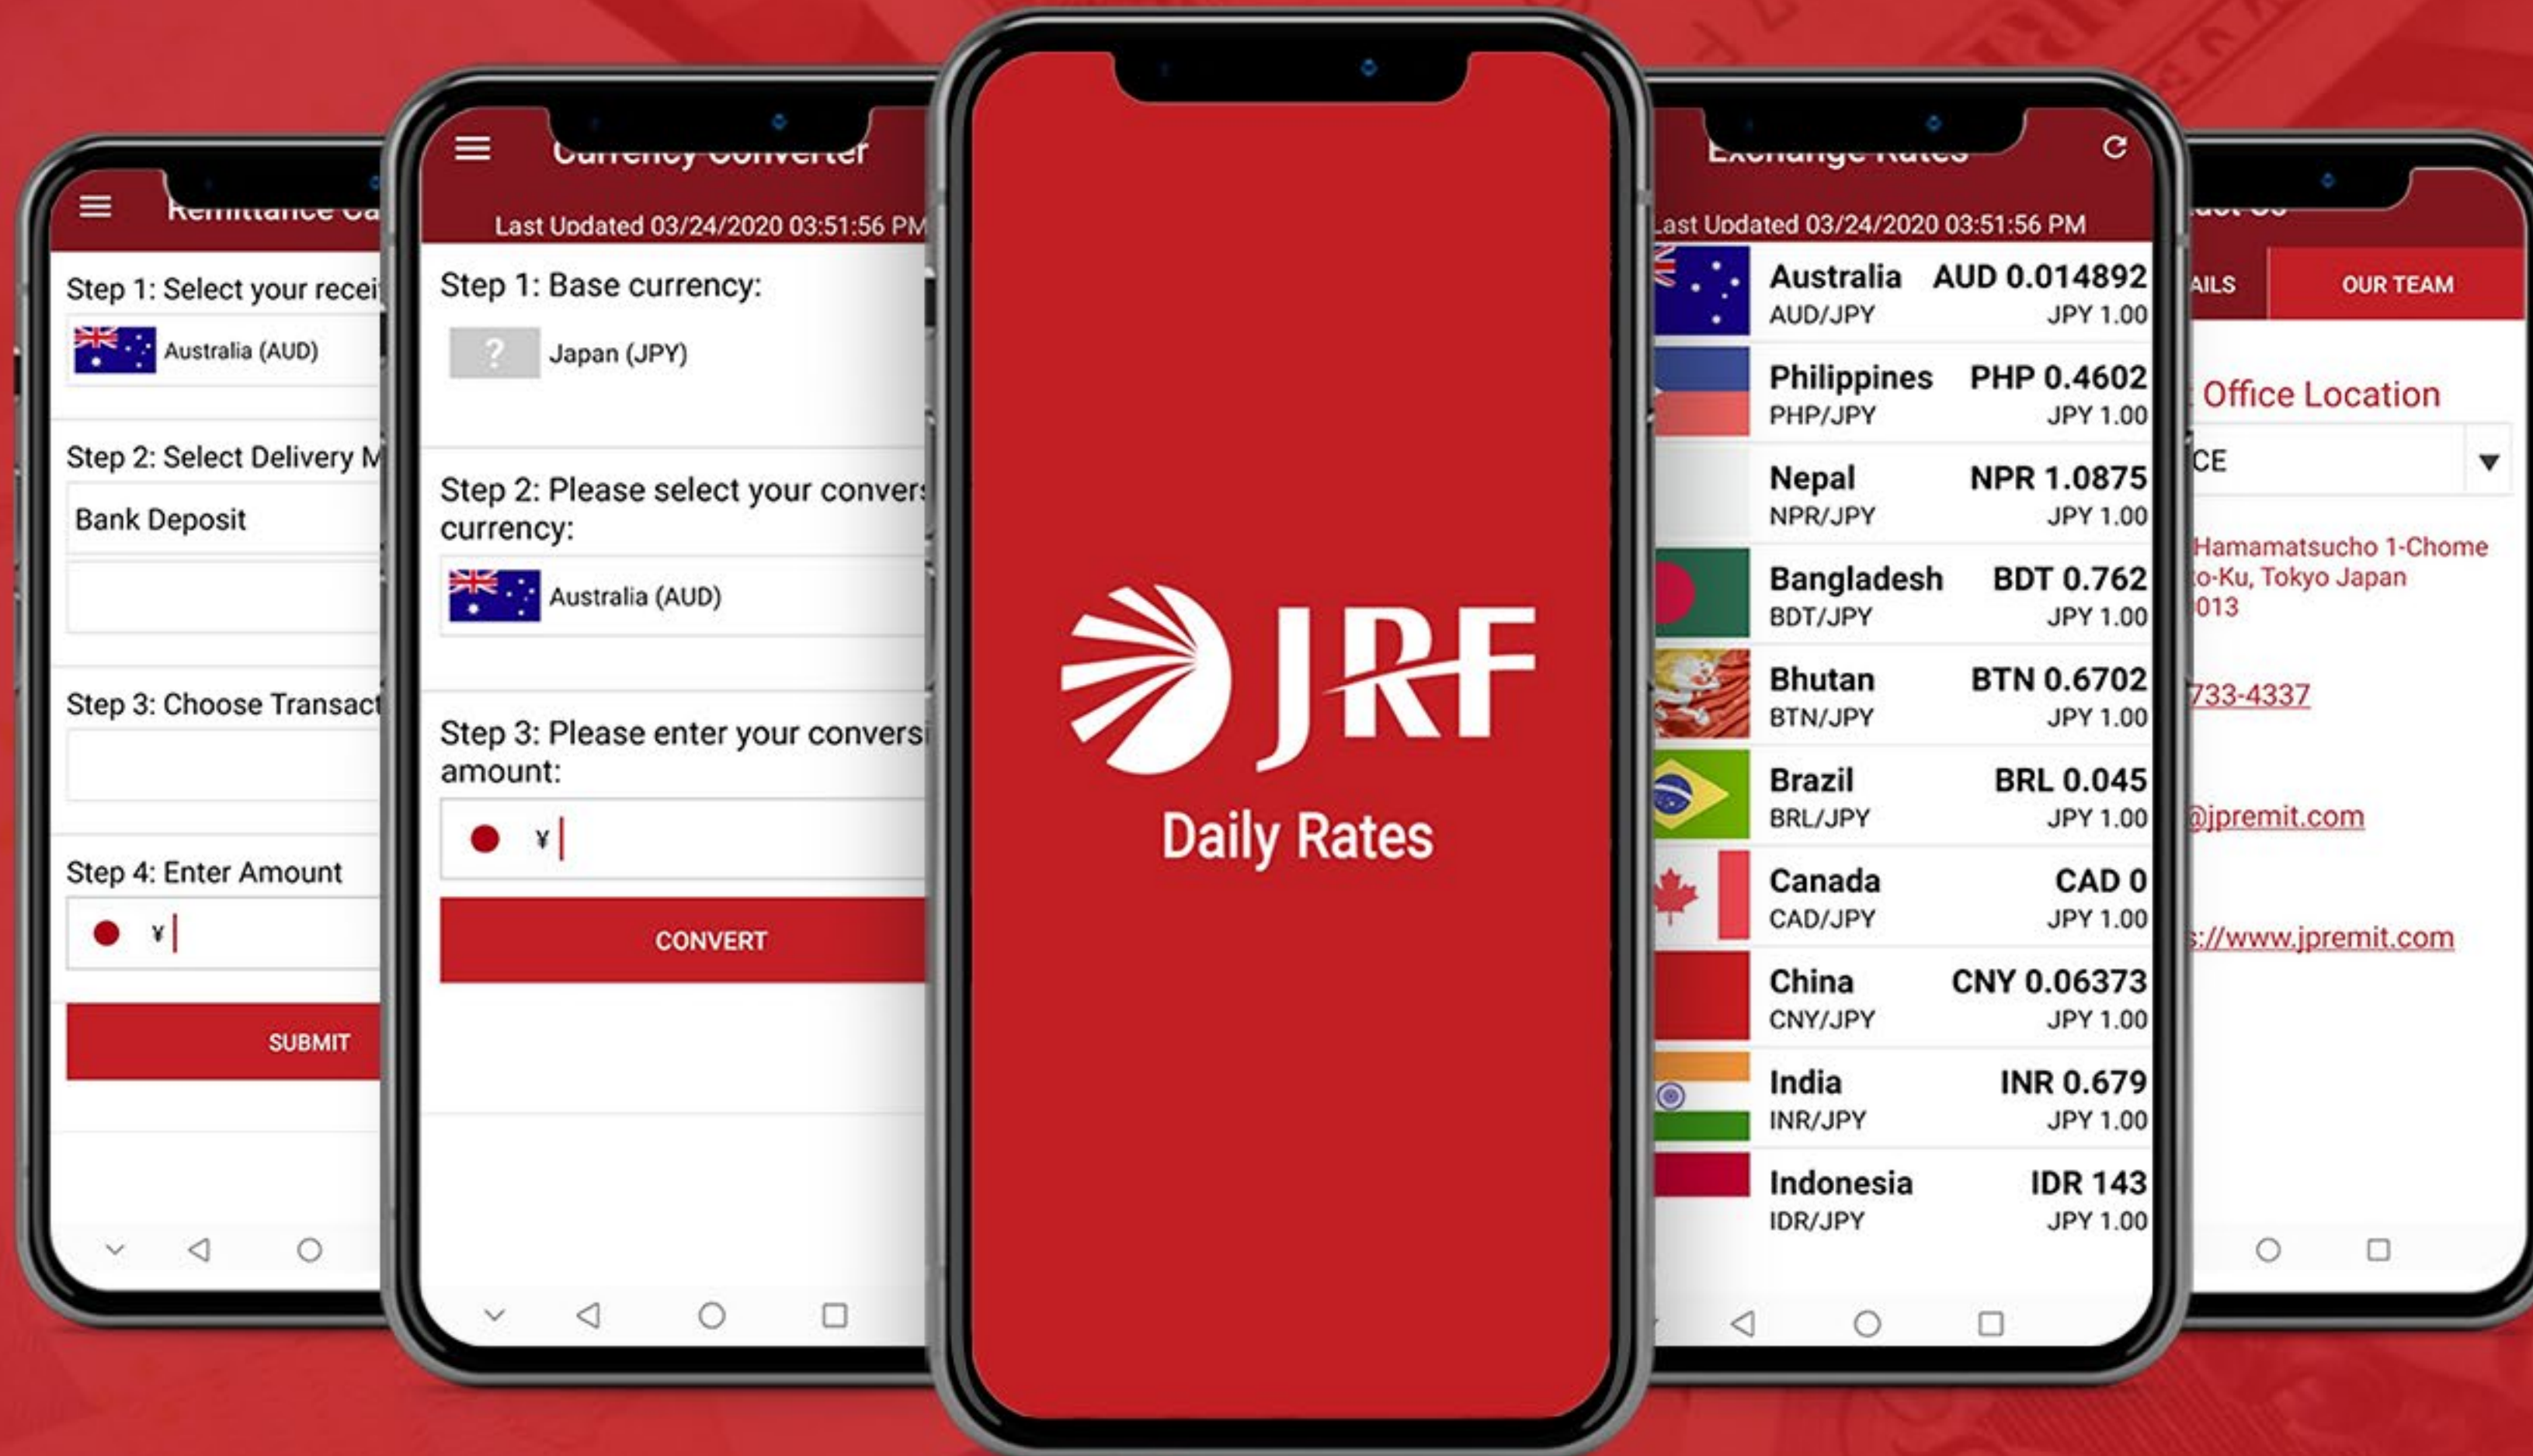 Step 1: Select your recei
Australia (AUD)
Step 2: Select Delivery M
Bank Deposit
Step 3: Choose Transact
Step 4: Enter Amount
¥
SUBMIT
Currency Converter
Last Updated 03/24/2020 03:51:56 PM
Step 1: Base currency:
?
Japan (JPY)
Step 2: Please select your convers
currency:
Australia (AUD)
Step 3: Please enter your conversi
amount:
¥
CONVERT
JRF
Daily Rates
Exchange Rates
Last Updated 03/24/2020 03:51:56 PM
Australia AUD 0.014892
AUD/JPY JPY 1.00
Philippines PHP 0.4602
PHP/JPY JPY 1.00
Nepal NPR 1.0875
NPR/JPY JPY 1.00
Bangladesh BDT 0.762
BDT/JPY JPY 1.00
Bhutan BTN 0.6702
BTN/JPY JPY 1.00
Brazil BRL 0.045
BRL/JPY JPY 1.00
Canada CAD 0
CAD/JPY JPY 1.00
China CNY 0.06373
CNY/JPY JPY 1.00
India INR 0.679
INR/JPY JPY 1.00
Indonesia IDR 143
IDR/JPY JPY 1.00
AILS OUR TEAM
Office Location
CE
Hamamatsucho 1-Chome
to-Ku, Tokyo Japan
013
733-4337
@jpremit.com
s://www.jpremit.com